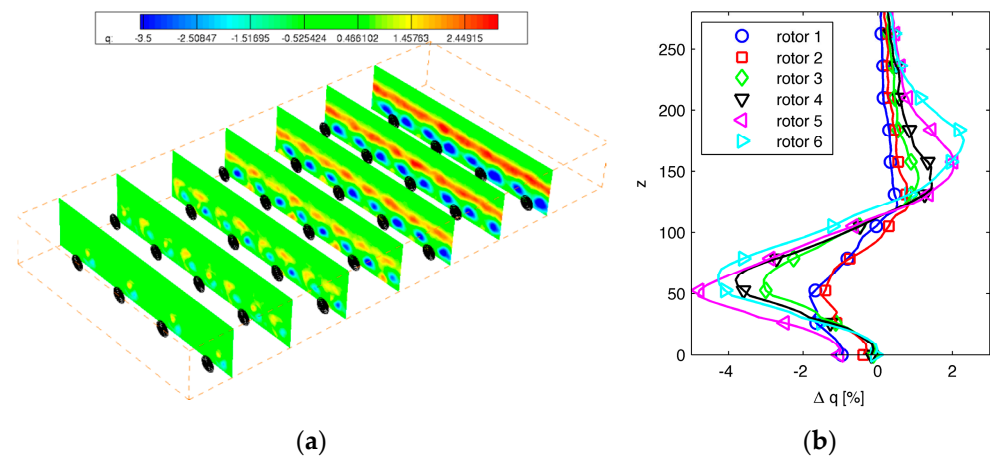 q: -3.5 -2.50847 -1.51695 -0.525424 0.466102 1.45763 2.44915
250
200
150
100
50
0
z
-4 -2 0 2
Δ q [%]
rotor 1
rotor 2
rotor 3
rotor 4
rotor 5
rotor 6
(a)
(b)